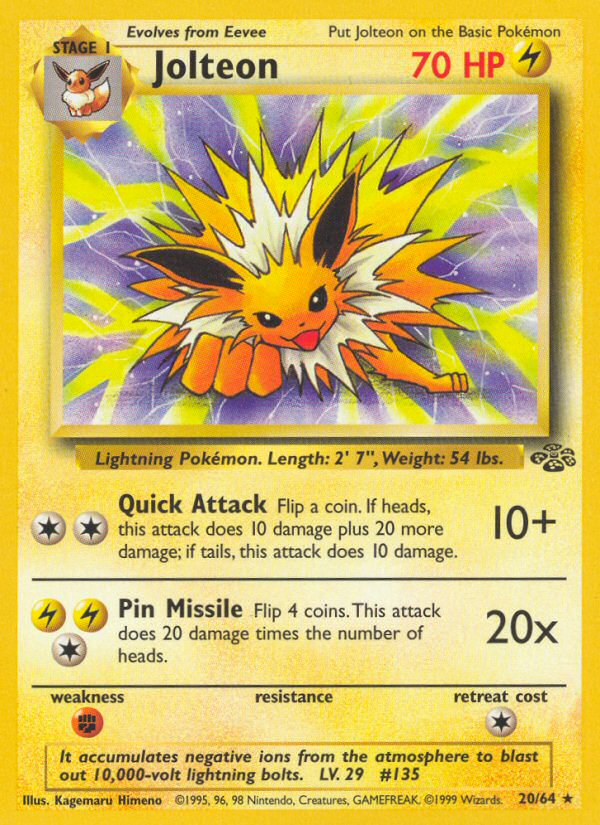 Evolves from Eevee
Put Jolteon on the Basic Pokémon
STAGE 1
Jolteon
70 HP
Lightning Pokémon. Length: 2' 7", Weight: 54 lbs.
Quick Attack Flip a coin. If heads,
this attack does 10 damage plus 20 more
damage; if tails, this attack does 10 damage.
10+
Pin Missile Flip 4 coins. This attack
does 20 damage times the number of
heads.
20x
weakness
resistance
retreat cost
It accumulates negative ions from the atmosphere to blast
out 10,000-volt lightning bolts. LV. 29 #135
Illus. Kagemaru Himeno ©1995, 96, 98 Nintendo, Creatures, GAMEFREAK. ©1999 Wizards. 20/64 ★